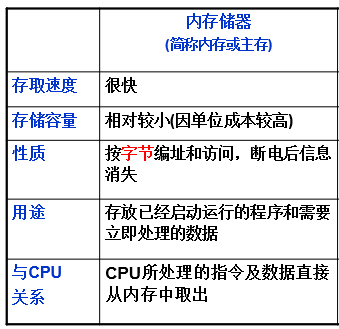 内存储器
(简称内存或主存)
存取速度
很快
存储容量
相对较小(因单位成本较高)
性质
按字节编址和访问，断电后信息
消失
用途
存放已经启动运行的程序和需要
立即处理的数据
与CPU
关系
CPU所处理的指令及数据直接
从内存中取出